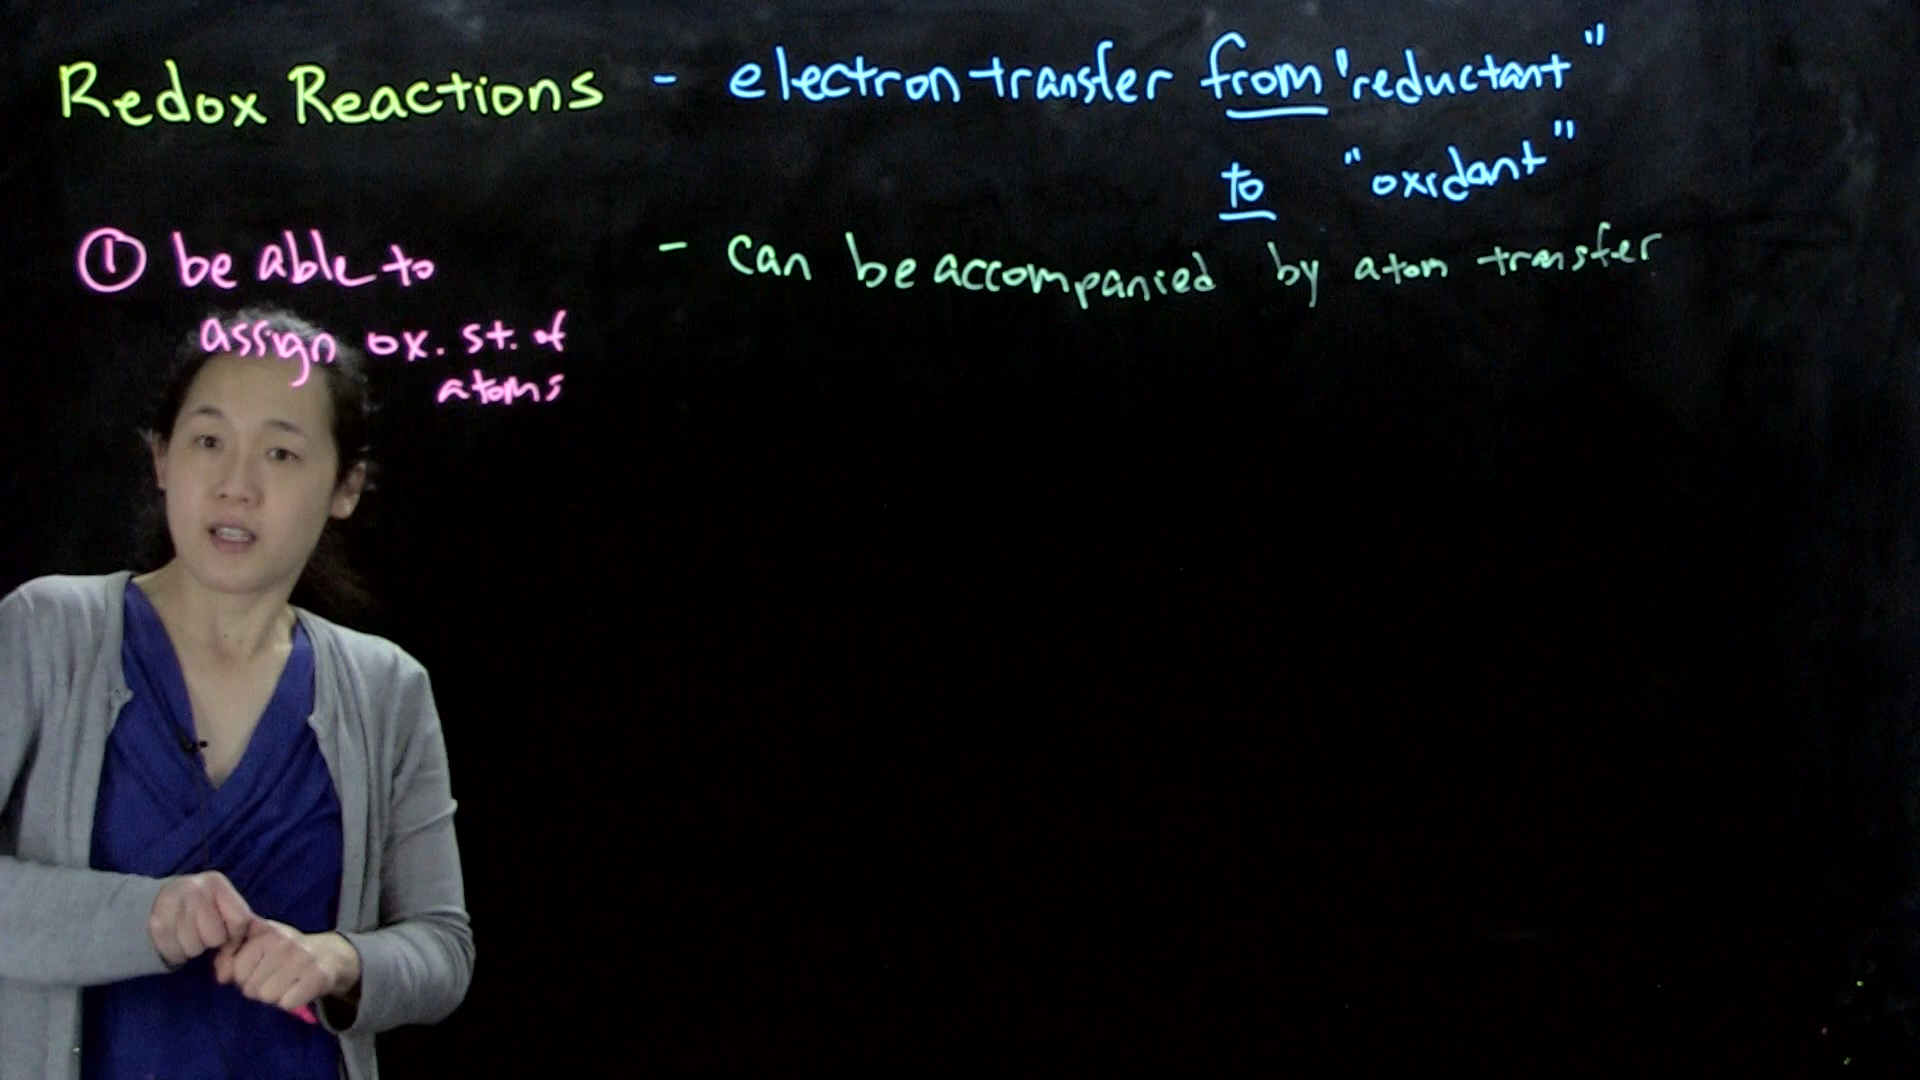 Redox Reactions - electron transfer from "reductant"
to "oxidant"
① be able to
assign ox. st. of
atoms
- can be accompanied by atom transfer